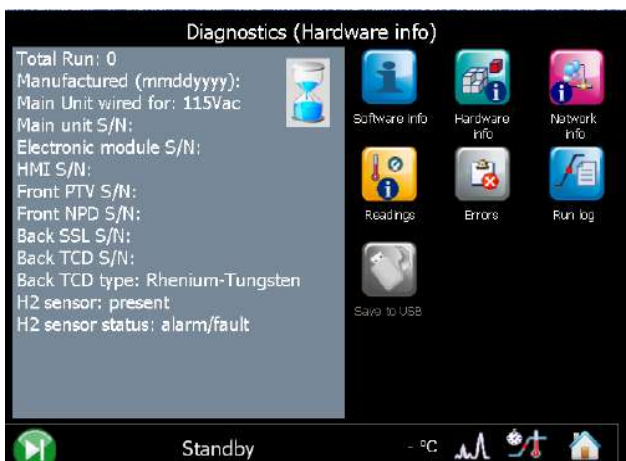 Diagnostics (Hardware info)
Total Run: 0
Manufactured (mmddyyyy):
Main Unit wired for: 115Vac
Main unit S/N:
Electronic module S/N:
HMI S/N:
Front PTV S/N:
Front NPD S/N:
Back SSL S/N:
Back TCD S/N:
Back TCD type: Rhenium-Tungsten
H2 sensor: present
H2 sensor status: alarm/fault
Software info
Hardware
info
Network
info
Readings
Errors
Run log
Save to USB
Standby
- ºC